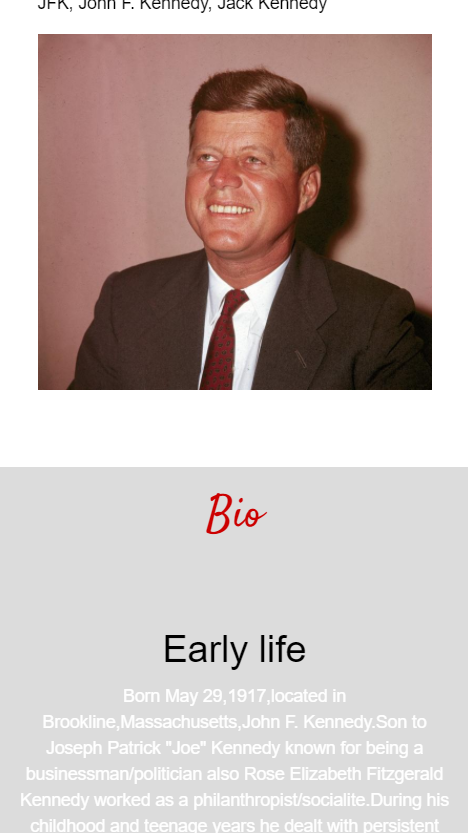 JFK, John F. Kennedy, Jack Kennedy
Bio
Early life
Born May 29,1917,located in
Brookline,Massachusetts,John F. Kennedy.Son to
Joseph Patrick "Joe" Kennedy known for being a
businessman/politician also Rose Elizabeth Fitzgerald
Kennedy worked as a philanthropist/socialite.During his
childhood and teenage years he dealt with persistent